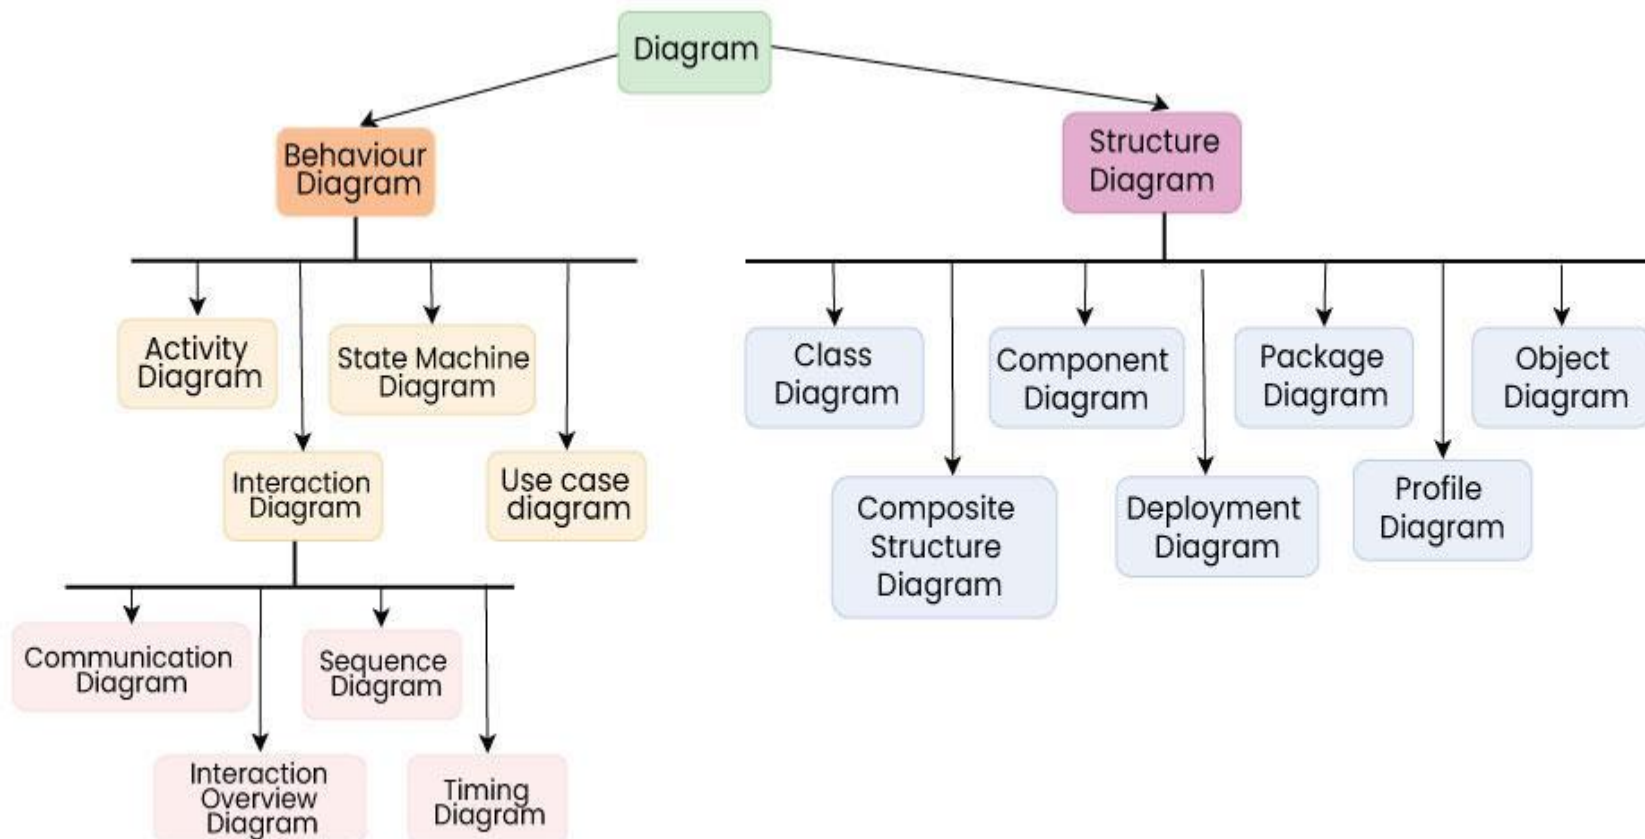 Diagram
Behaviour
Diagram
Structure
Diagram
Activity
Diagram
State Machine
Diagram
Interaction
Diagram
Use case
diagram
Communication
Diagram
Sequence
Diagram
Interaction
Overview
Diagram
Timing
Diagram
Class
Diagram
Component
Diagram
Package
Diagram
Object
Diagram
Composite
Structure
Diagram
Deployment
Diagram
Profile
Diagram